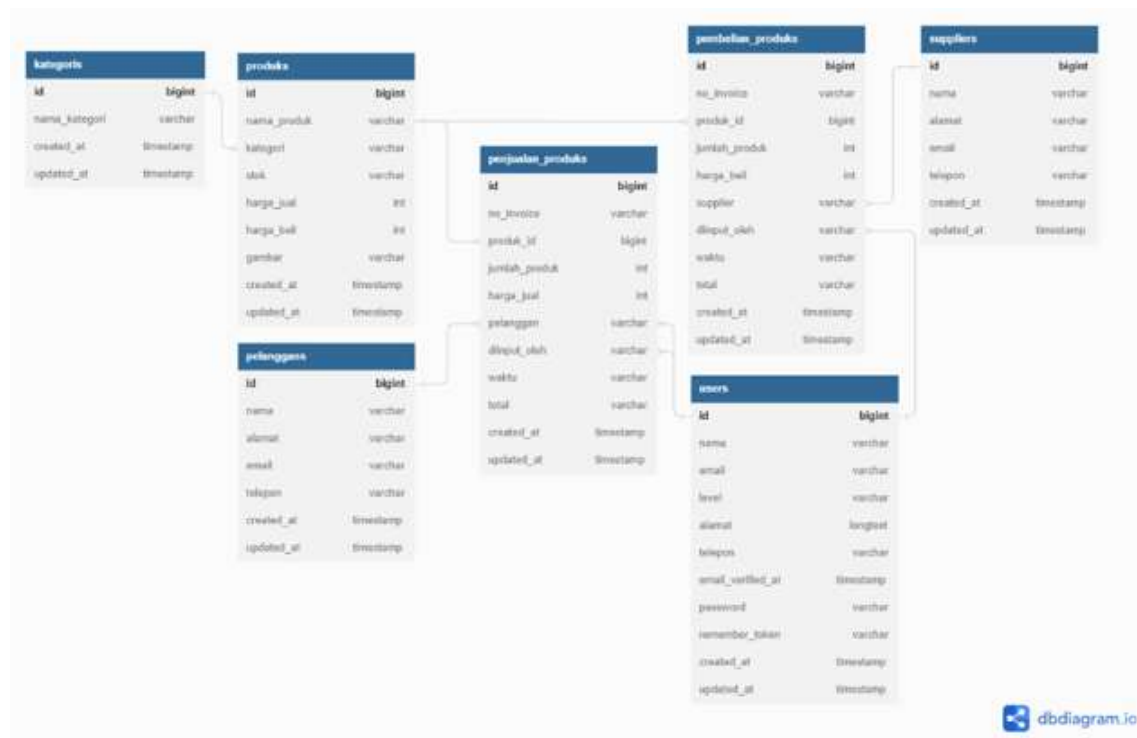 kategoris
id bigint
nama_kategori varchar
created_at timestamp
updated_at timestamp
produks
id bigint
nama_produk varchar
kategori varchar
stok varchar
harga_jual int
harga_beli int
gambar varchar
created_at timestamp
updated_at timestamp
pelanggans
id bigint
nama varchar
alamat varchar
email varchar
telepon varchar
created_at timestamp
updated_at timestamp
penjualan_produks
id bigint
no_invoice varchar
produk_id bigint
jumlah_produk int
harga_jual int
pelanggan varchar
diinput_oleh varchar
waktu varchar
total varchar
created_at timestamp
updated_at timestamp
pembelian_produks
id bigint
no_invoice varchar
produk_id bigint
jumlah_produk int
harga_beli int
supplier varchar
diinput_oleh varchar
waktu varchar
total varchar
created_at timestamp
updated_at timestamp
suppliers
id bigint
nama varchar
alamat varchar
email varchar
telepon varchar
created_at timestamp
updated_at timestamp
users
id bigint
name varchar
email varchar
level varchar
alamat longtext
telepon varchar
email_verified_at timestamp
password varchar
remember_token varchar
created_at timestamp
updated_at timestamp
dbdiagram.io